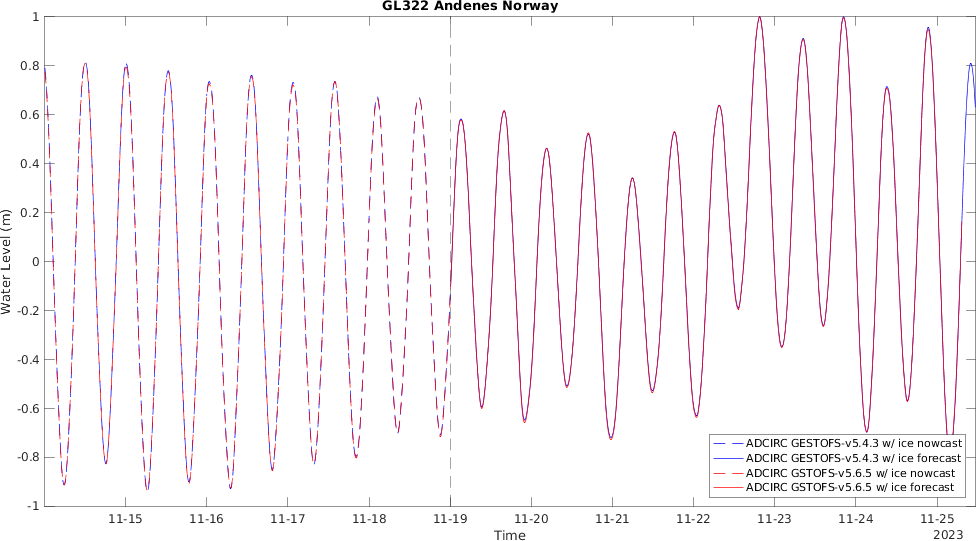 GL322 Andenes Norway
1
0.8
0.6
0.4
0.2
0
-0.2
-0.4
-0.6
-0.8
-1
Water Level (m)
ADCIRC GESTOFS-v5.4.3 w/ ice nowcast
ADCIRC GESTOFS-v5.4.3 w/ ice forecast
ADCIRC GSTOFS-v5.6.5 w/ ice nowcast
ADCIRC GSTOFS-v5.6.5 w/ ice forecast
11-15 11-16 11-17 11-18 11-19 11-20 11-21 11-22 11-23 11-24 11-25
Time
2023